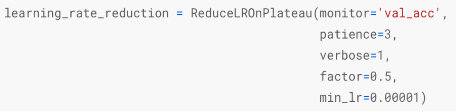 learning_rate_reduction = ReduceLROnPlateau(monitor='val_acc',
patience=3,
verbose=1,
factor=0.5,
min_lr=0.00001)